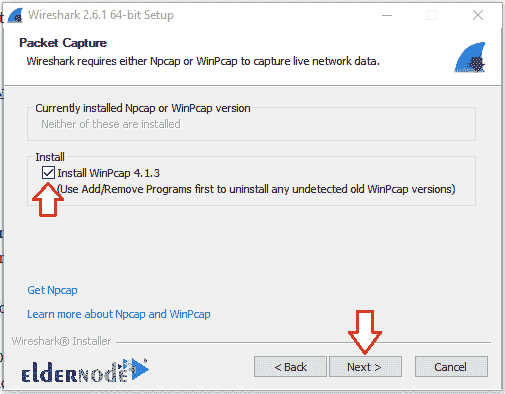 Wireshark 2.6.1 64-bit Setup
Packet Capture
Wireshark requires either Npcap or WinPcap to capture live network data.
Currently installed Npcap or WinPcap version
Neither of these are installed
Install
Install WinPcap 4.1.3
(Use Add/Remove Programs first to uninstall any undetected old WinPcap versions)
Get Npcap
Learn more about Npcap and WinPcap
Wireshark® Installer
< Back
Next >
Cancel
eLDERNODE